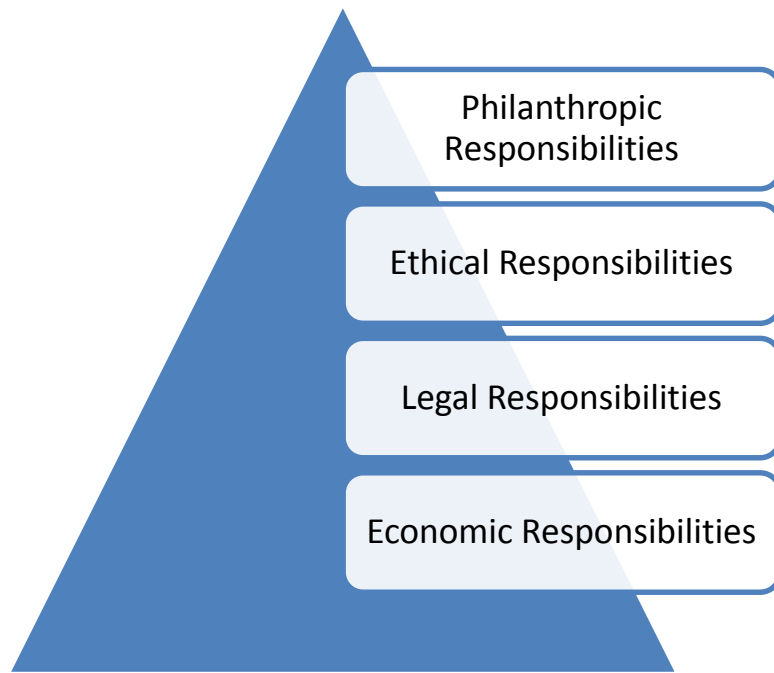 Philanthropic
Responsibilities
Ethical Responsibilities
Legal Responsibilities
Economic Responsibilities